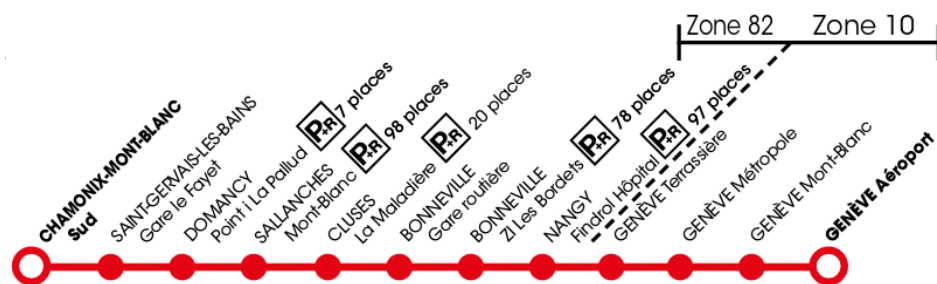 Zone 82
Zone 10
CHAMONIX-MONT-BLANC
Sud
SAINT-GERVAIS-LES-BAINS
Gare le Fayet
DOMANCY
Point i La Pallud P+R 7 places
SALLANCHES
Mont-Blanc P+R 98 places
CLUSES
La Maladière P+R 20 places
BONNEVILLE
Gare routière
BONNEVILLE
ZI Les Bordets P+R 78 places
NANGY
Findrol Hôpital P+R 97 places
GENÈVE Terrassière
GENÈVE Métropole
GENÈVE Mont-Blanc
GENÈVE Aéroport